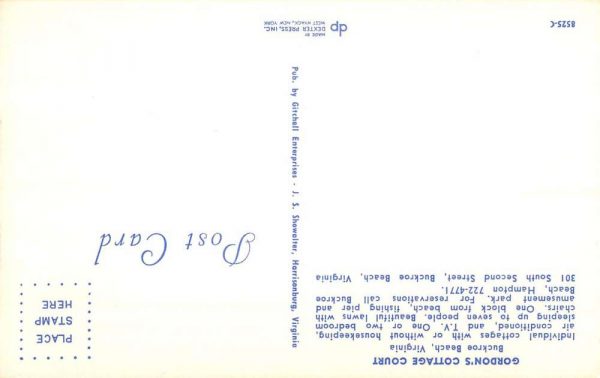 GORDON'S COTTAGE COURT
Buckroe Beach, Virginia
Individual cottages with or without housekeeping,
air conditioned, and T.V. One or two bedroom
sleeping up to seven people. Beautiful lawns with
chairs. One block from beach, fishing pier and
amusement park. For reservations call Buckroe
Beach, Hampton 722-4771.
301 South Second Street, Buckroe Beach, Virginia
Pub. by Gitchell Enterprises - J. S. Showalter, Harrisonburg, Virginia
Post Card
PLACE
STAMP
HERE
8525-C
dp
MADE BY
DEXTER PRESS, INC.
WEST NYACK, NEW YORK